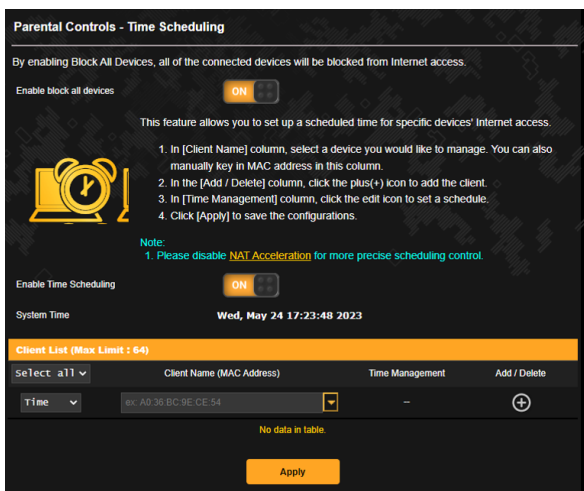 Parental Controls - Time Scheduling
By enabling Block All Devices, all of the connected devices will be blocked from Internet access.
Enable block all devices
ON
This feature allows you to set up a scheduled time for specific devices' Internet access.
1. In [Client Name] column, select a device you would like to manage. You can also
manually key in MAC address in this column.
2. In the [Add / Delete] column, click the plus(+) icon to add the client.
3. In [Time Management] column, click the edit icon to set a schedule.
4. Click [Apply] to save the configurations.
Note:
1. Please disable NAT Acceleration for more precise scheduling control.
Enable Time Scheduling
ON
System Time
Wed, May 24 17:23:48 2023
Client List (Max Limit : 64)
Select all
Client Name (MAC Address)
Time Management
Add / Delete
Time
ex: A0:36:BC:9E:CE:54
–
No data in table.
Apply